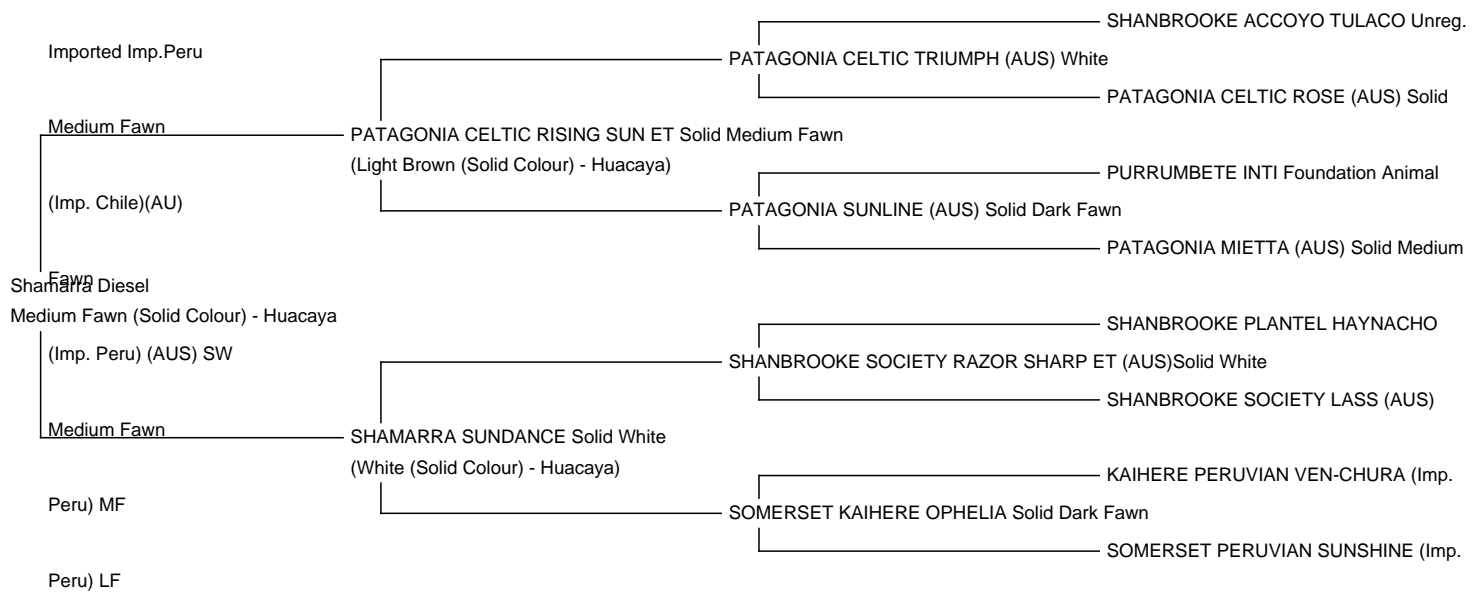 SHANBROOKE ACCOYO TULACO Unreg.
Imported Imp.Peru
PATAGONIA CELTIC TRIUMPH (AUS) White
PATAGONIA CELTIC ROSE (AUS) Solid
Medium Fawn
PATAGONIA CELTIC RISING SUN ET Solid Medium Fawn
(Light Brown (Solid Colour) - Huacaya)
PURRUMBETE INTI Foundation Animal
(Imp. Chile)(AU)
PATAGONIA SUNLINE (AUS) Solid Dark Fawn
PATAGONIA MIETTA (AUS) Solid Medium
Fawn
Shamarra Diesel
Medium Fawn (Solid Colour) - Huacaya
SHANBROOKE PLANTEL HAYNACHO
(Imp. Peru) (AUS) SW
SHANBROOKE SOCIETY RAZOR SHARP ET (AUS)Solid White
SHANBROOKE SOCIETY LASS (AUS)
Medium Fawn
SHAMARRA SUNDANCE Solid White
(White (Solid Colour) - Huacaya)
KAIHERE PERUVIAN VEN-CHURA (Imp.
Peru) MF
SOMERSET KAIHERE OPHELIA Solid Dark Fawn
SOMERSET PERUVIAN SUNSHINE (Imp.
Peru) LF